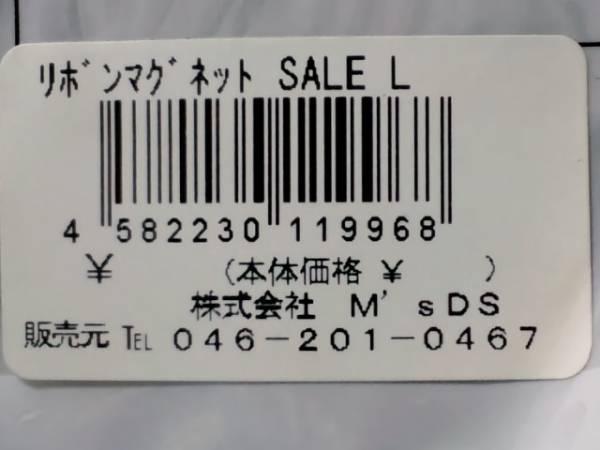 ﾘﾎﾞﾝﾏｸﾞﾈｯﾄ SALE L
4 582230 119968
¥ (本体価格 ¥ )
株式会社 M'sDS
販売元 TEL 046-201-0467